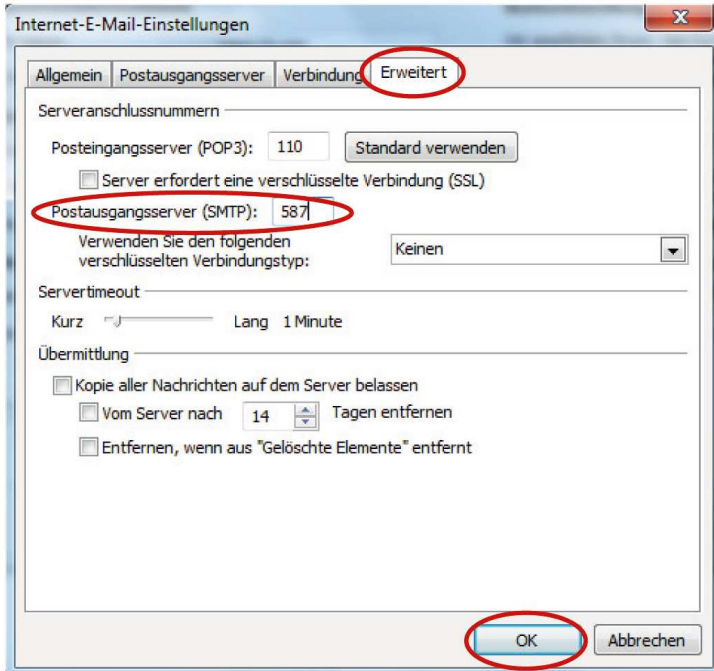 Internet-E-Mail-Einstellungen
Allgemein Postausgangsserver Verbindung Erweitert
Serveranschlussnummern
Posteingangsserver (POP3): 110 Standard verwenden
Server erfordert eine verschlüsselte Verbindung (SSL)
Postausgangsserver (SMTP): 587
Verwenden Sie den folgenden
verschlüsselten Verbindungstyp: Keinen
Servertimeout
Kurz Lang 1 Minute
Übermittlung
Kopie aller Nachrichten auf dem Server belassen
Vom Server nach 14 Tagen entfernen
Entfernen, wenn aus "Gelöschte Elemente" entfernt
OK Abbrechen